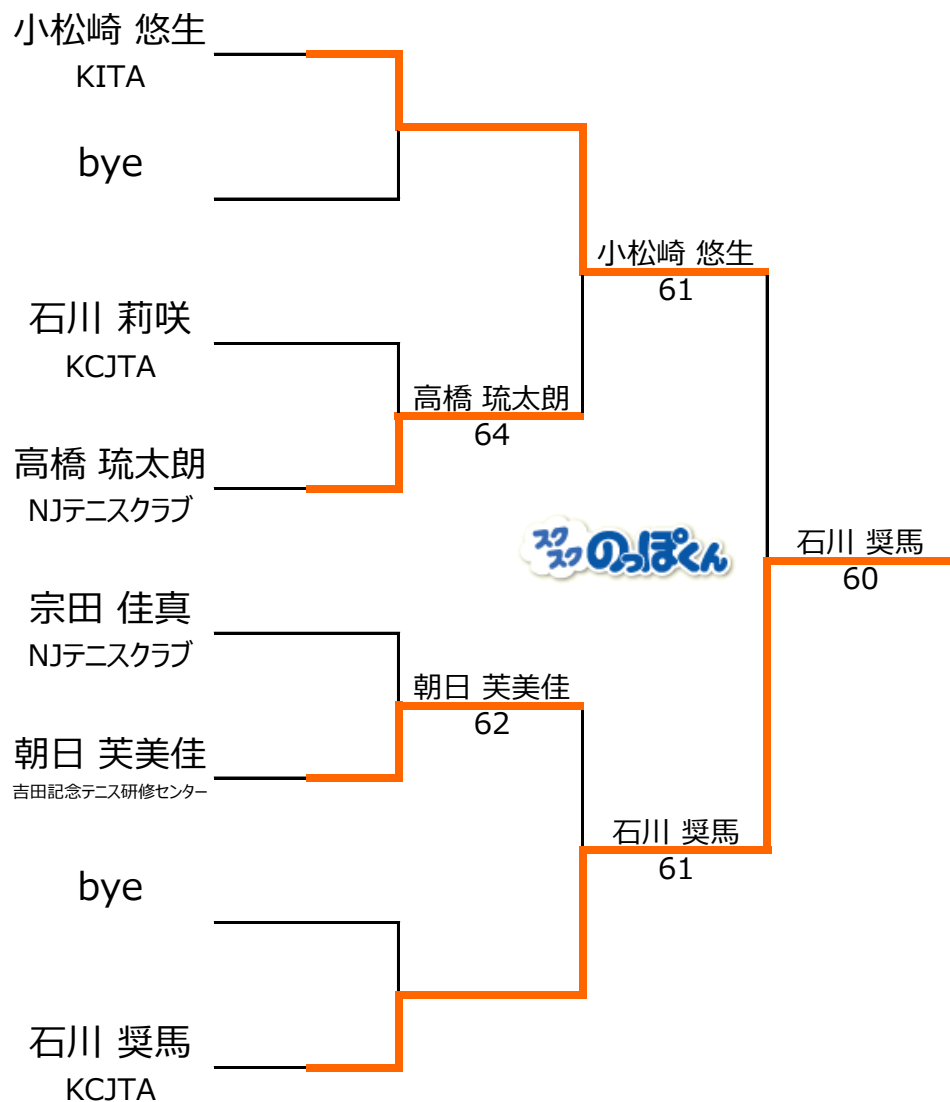 小松崎 悠生
KITA
bye
小松崎 悠生
61
石川 莉咲
KCJTA
高橋 琉太朗
64
高橋 琉太朗
NJテニスクラブ
スクスク のっぽくん
石川 奨馬
60
宗田 佳真
NJテニスクラブ
朝日 芙美佳
62
朝日 芙美佳
吉田記念テニス研修センター
石川 奨馬
61
bye
石川 奨馬
KCJTA